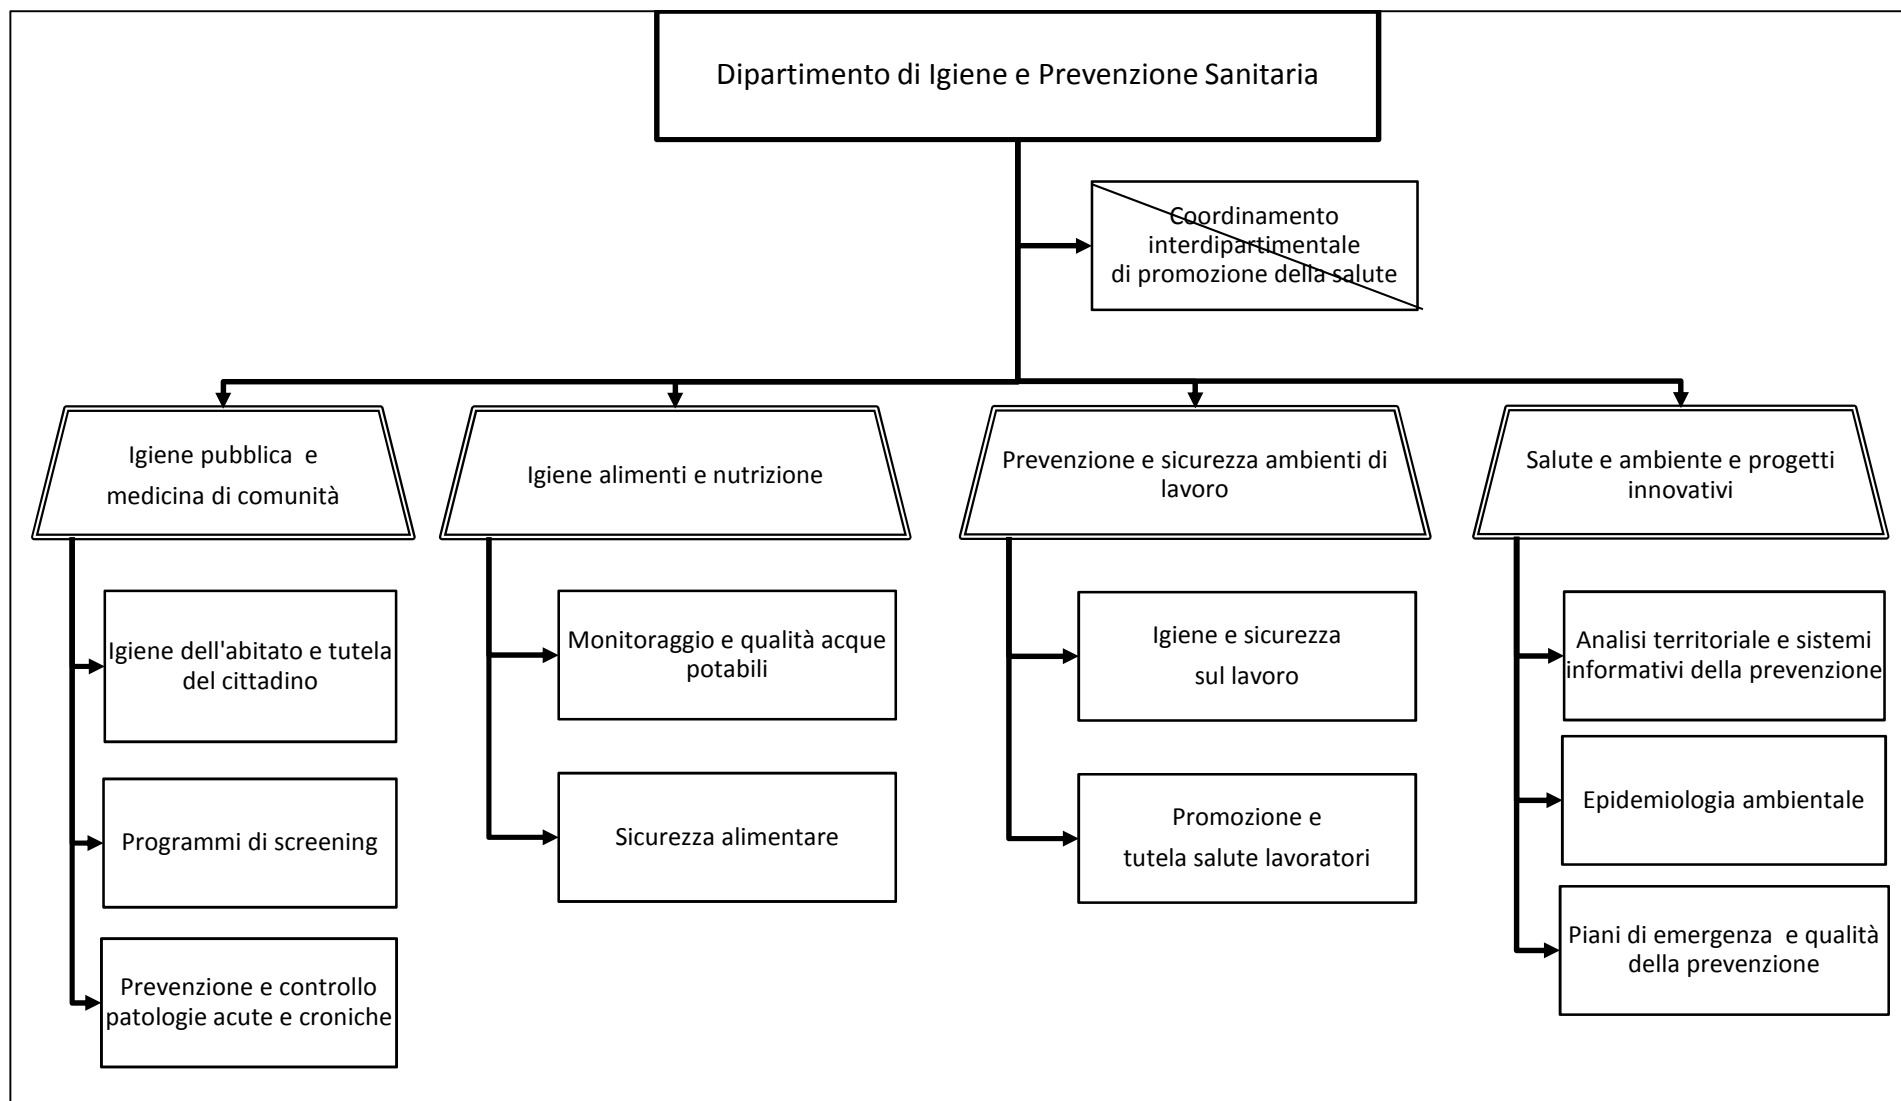 Dipartimento di Igiene e Prevenzione Sanitaria
Coordinamento
interdipartimentale
di promozione della salute
Igiene pubblica e
medicina di comunità
Igiene alimenti e nutrizione
Prevenzione e sicurezza ambienti di
lavoro
Salute e ambiente e progetti
innovativi
Igiene dell'abitato e tutela
del cittadino
Programmi di screening
Prevenzione e controllo
patologie acute e croniche
Monitoraggio e qualità acque
potabili
Sicurezza alimentare
Igiene e sicurezza
sul lavoro
Promozione e
tutela salute lavoratori
Analisi territoriale e sistemi
informativi della prevenzione
Epidemiologia ambientale
Piani di emergenza e qualità
della prevenzione